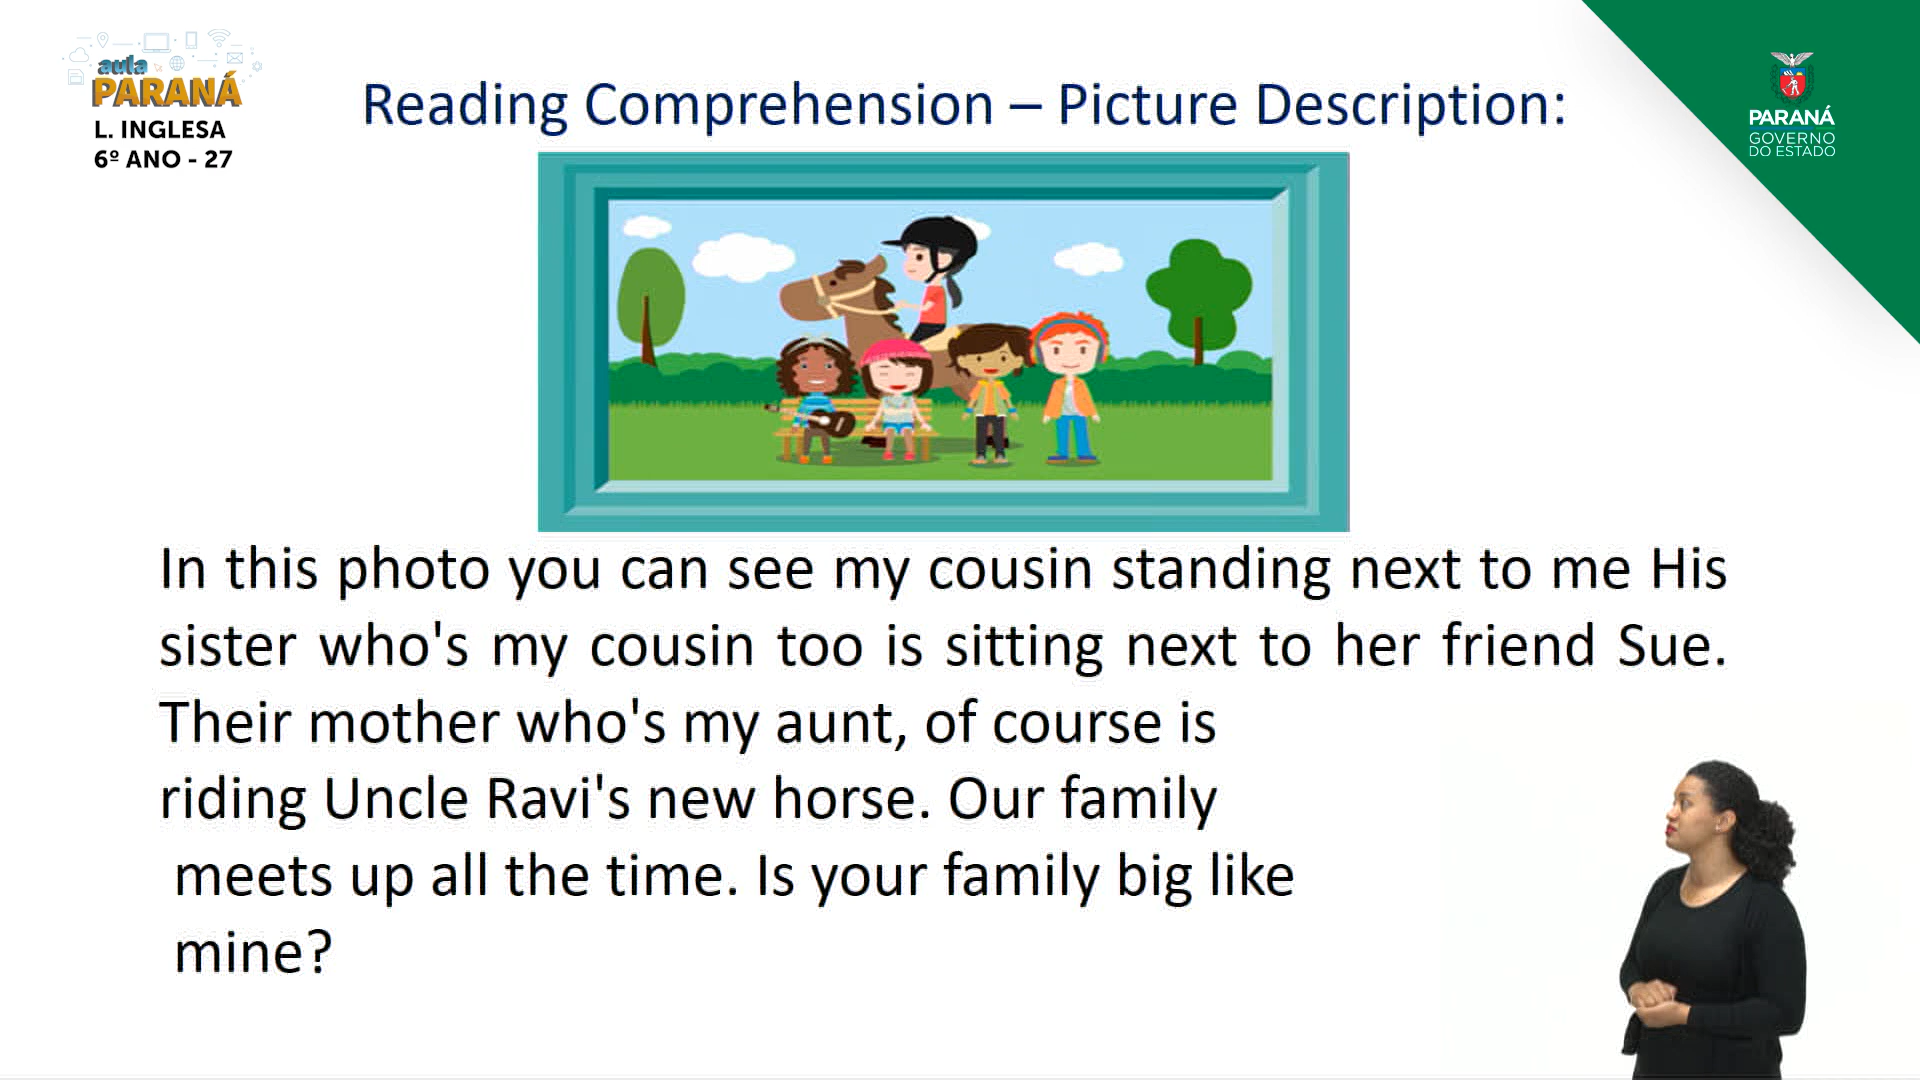 aula
PARANÁ
L. INGLESA
6º ANO - 27
Reading Comprehension – Picture Description:
PARANÁ
GOVERNO
DO ESTADO
In this photo you can see my cousin standing next to me His
sister who's my cousin too is sitting next to her friend Sue.
Their mother who's my aunt, of course is
riding Uncle Ravi's new horse. Our family
meets up all the time. Is your family big like
mine?